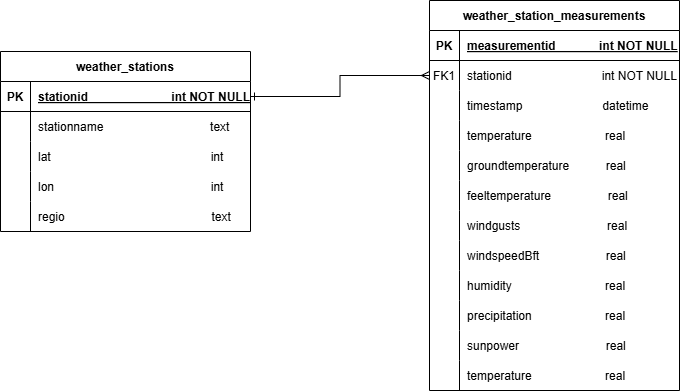 weather_stations
PK stationid int NOT NULL
stationname text
lat int
lon int
regio text
weather_station_measurements
PK measurementid int NOT NULL
FK1 stationid int NOT NULL
timestamp datetime
temperature real
groundtemperature real
feeltemperature real
windgusts real
windspeedBft real
humidity real
precipitation real
sunpower real
temperature real